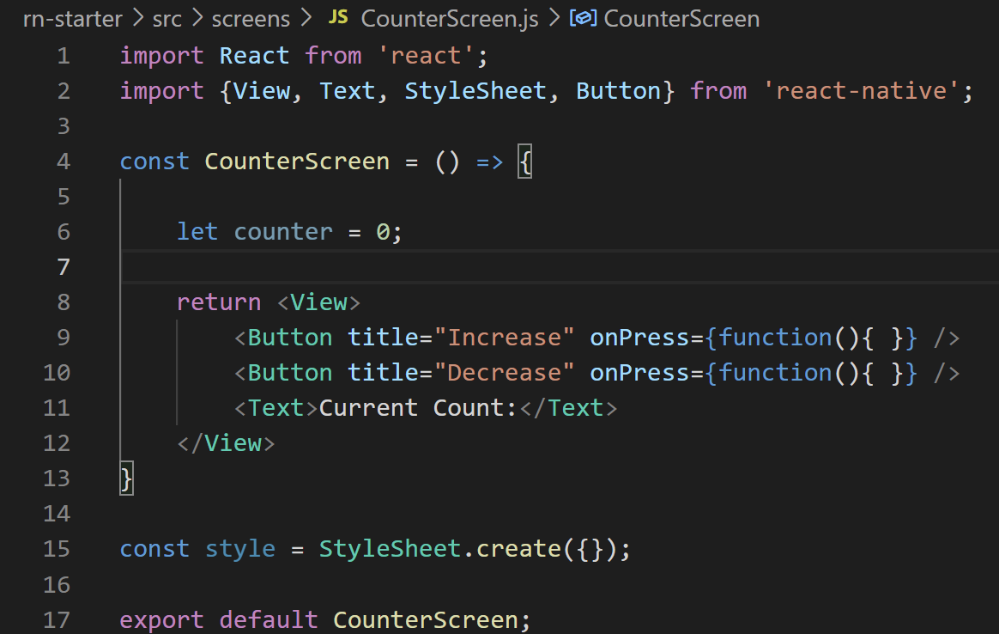 rn-starter > src > screens > JS CounterScreen.js > CounterScreen
1 import React from 'react';
2 import {View, Text, StyleSheet, Button} from 'react-native';
3
4 const CounterScreen = () => {
5
6     let counter = 0;
7
8     return <View>
9         <Button title="Increase" onPress={function(){ }} />
10         <Button title="Decrease" onPress={function(){ }} />
11         <Text>Current Count:</Text>
12     </View>
13 }
14
15 const style = StyleSheet.create({});
16
17 export default CounterScreen;